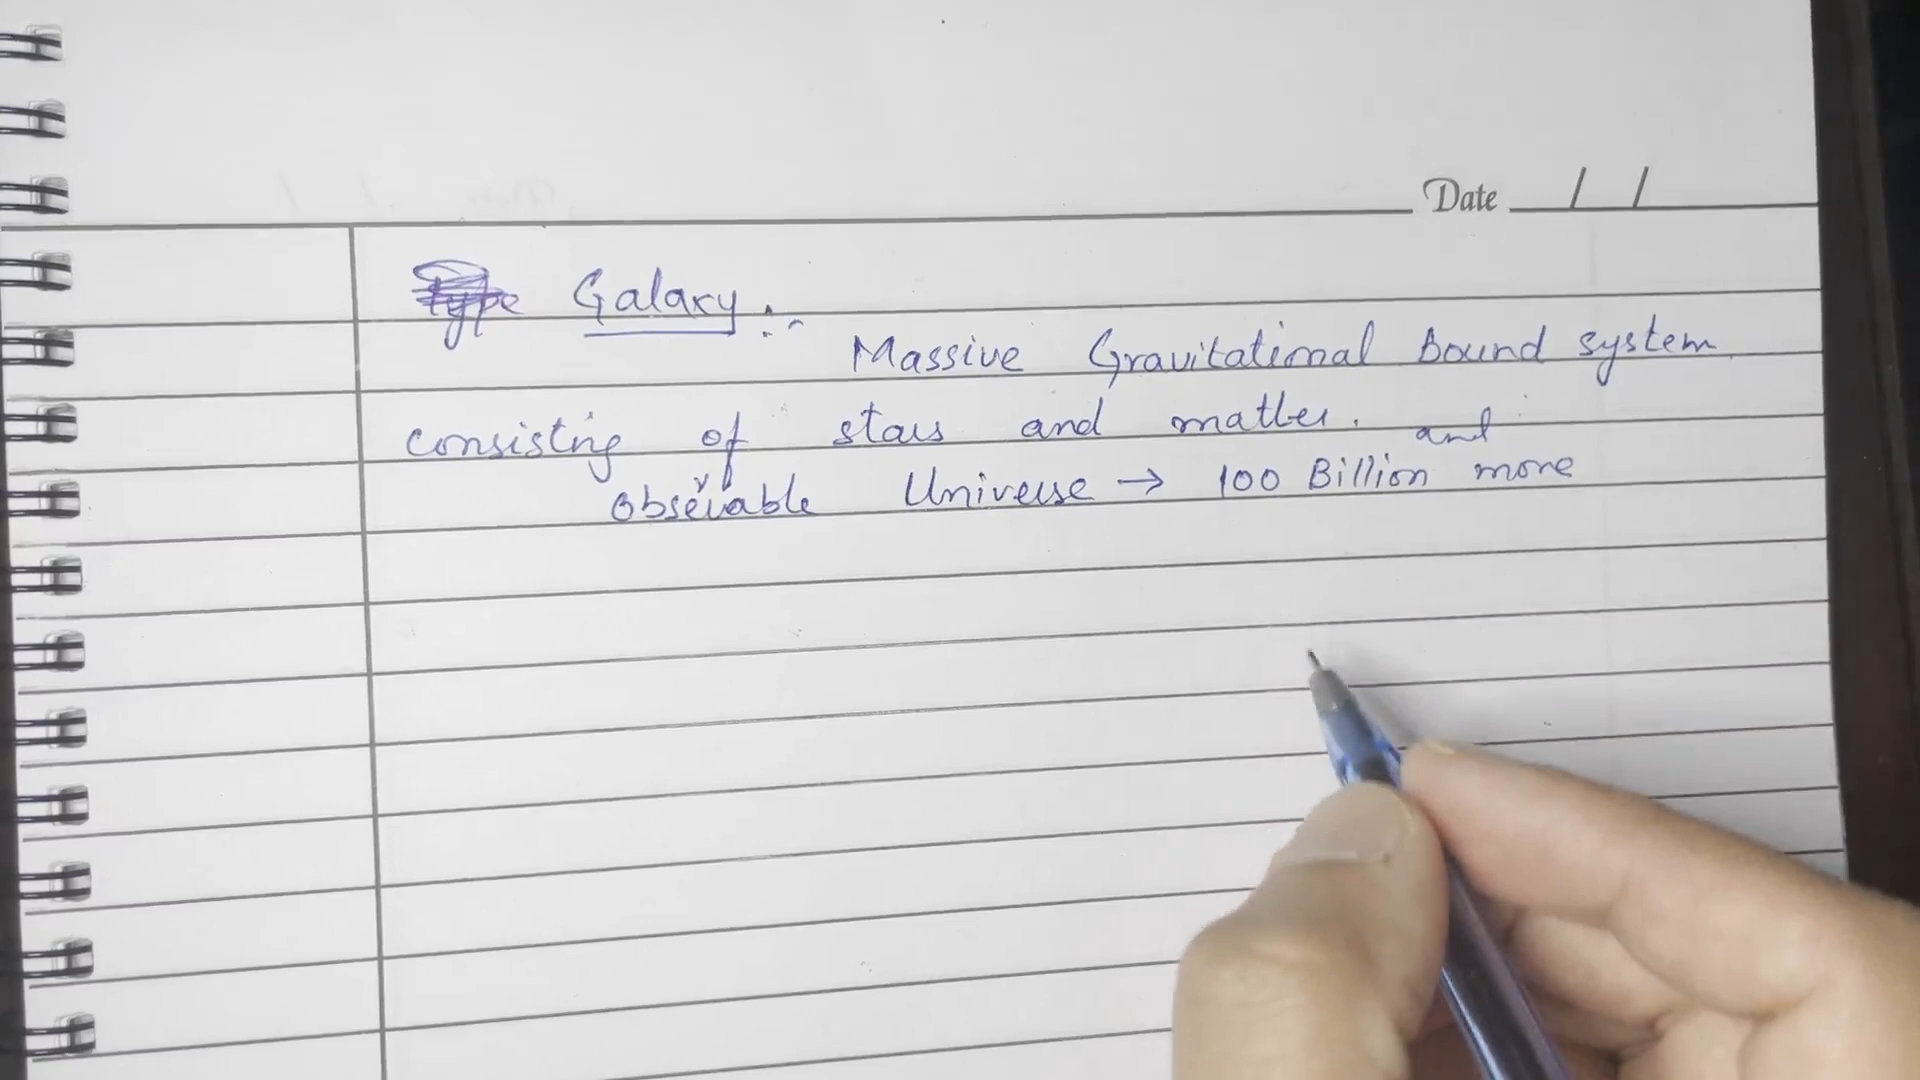 Date / /
Type Galaxy :-
Massive Gravitational Bound system
consisting of stars and matter. and
Observable Universe → 100 Billion more